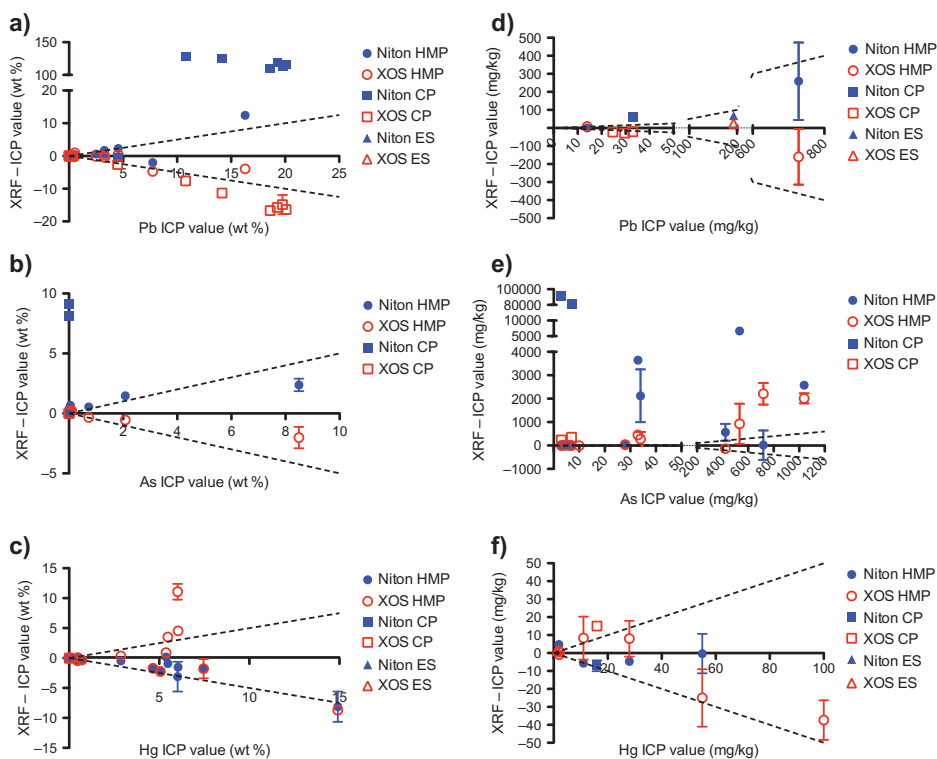 a)
XRF – ICP value (wt %)
150
100
20
10
0
−10
−20
5
10
15
20
25
Pb ICP value (wt %)
Niton HMP
XOS HMP
Niton CP
XOS CP
Niton ES
XOS ES
d)
XRF – ICP value (mg/kg)
500
400
300
200
100
0
−100
−200
−300
−400
−500
0
10
20
30
40
50
100
200
600
800
Pb ICP value (mg/kg)
Niton HMP
XOS HMP
Niton CP
XOS CP
Niton ES
XOS ES
b)
XRF – ICP value (wt %)
10
5
0
−5
2
4
6
8
10
As ICP value (wt %)
Niton HMP
XOS HMP
Niton CP
XOS CP
e)
XRF – ICP value (mg/kg)
100000
80000
10000
5000
4000
3000
2000
1000
0
−1000
10
20
30
40
50
200
400
600
800
1000
1200
As ICP value (mg/kg)
Niton HMP
XOS HMP
Niton CP
XOS CP
c)
XRF – ICP value (wt %)
15
10
5
0
−5
−10
−15
5
10
15
Hg ICP value (wt %)
Niton HMP
XOS HMP
Niton CP
XOS CP
Niton ES
XOS ES
f)
XRF – ICP value (mg/kg)
50
40
30
20
10
0
−10
−20
−30
−40
−50
20
40
60
80
100
Hg ICP value (mg/kg)
Niton HMP
XOS HMP
Niton CP
XOS CP
Niton ES
XOS ES